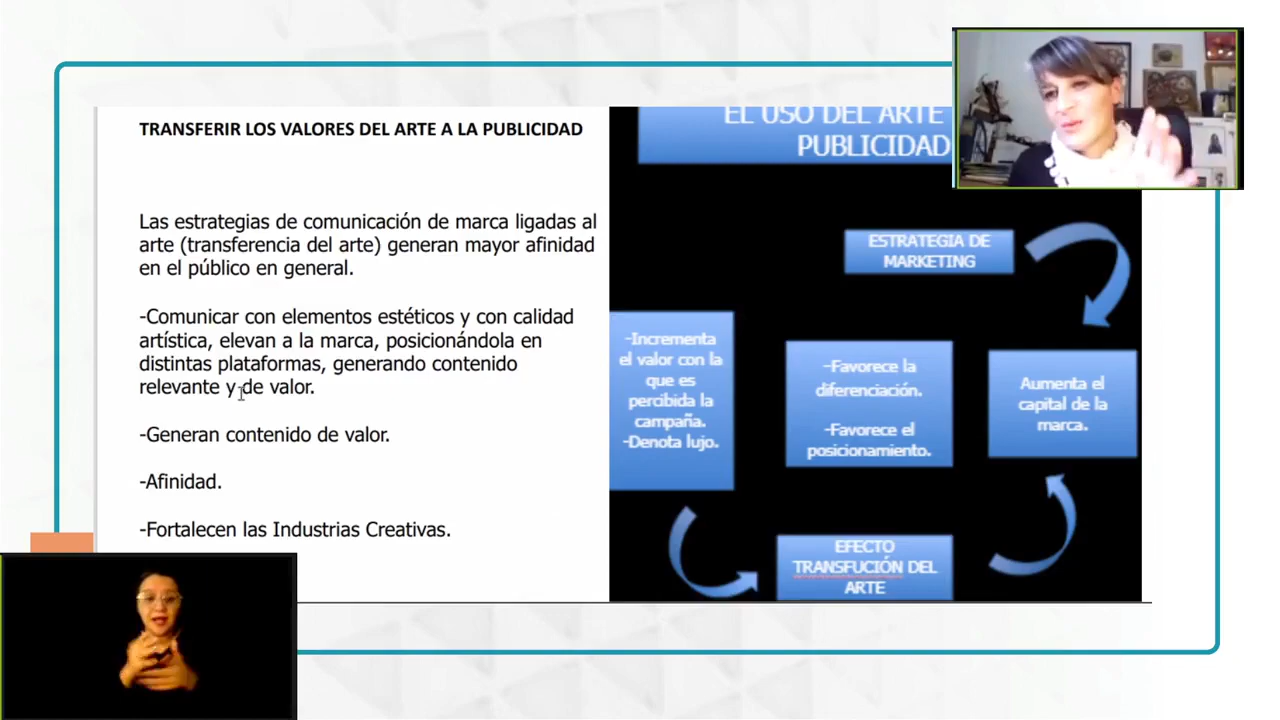 TRANSFERIR LOS VALORES DEL ARTE A LA PUBLICIDAD
Las estrategias de comunicación de marca ligadas al
arte (transferencia del arte) generan mayor afinidad
en el público en general.
-Comunicar con elementos estéticos y con calidad
artística, elevan a la marca, posicionándola en
distintas plataformas, generando contenido
relevante y de valor.
-Generan contenido de valor.
-Afinidad.
-Fortalecen las Industrias Creativas.
EL USO DEL ARTE
PUBLICIDAD
ESTRATEGIA DE
MARKETING
-Incrementa
el valor con la
que es
percibida la
campaña.
-Denota lujo.
-Favorece la
diferenciación.
-Favorece el
posicionamiento.
Aumenta el
capital de la
marca.
EFECTO
TRANSFUCIÓN DEL
ARTE